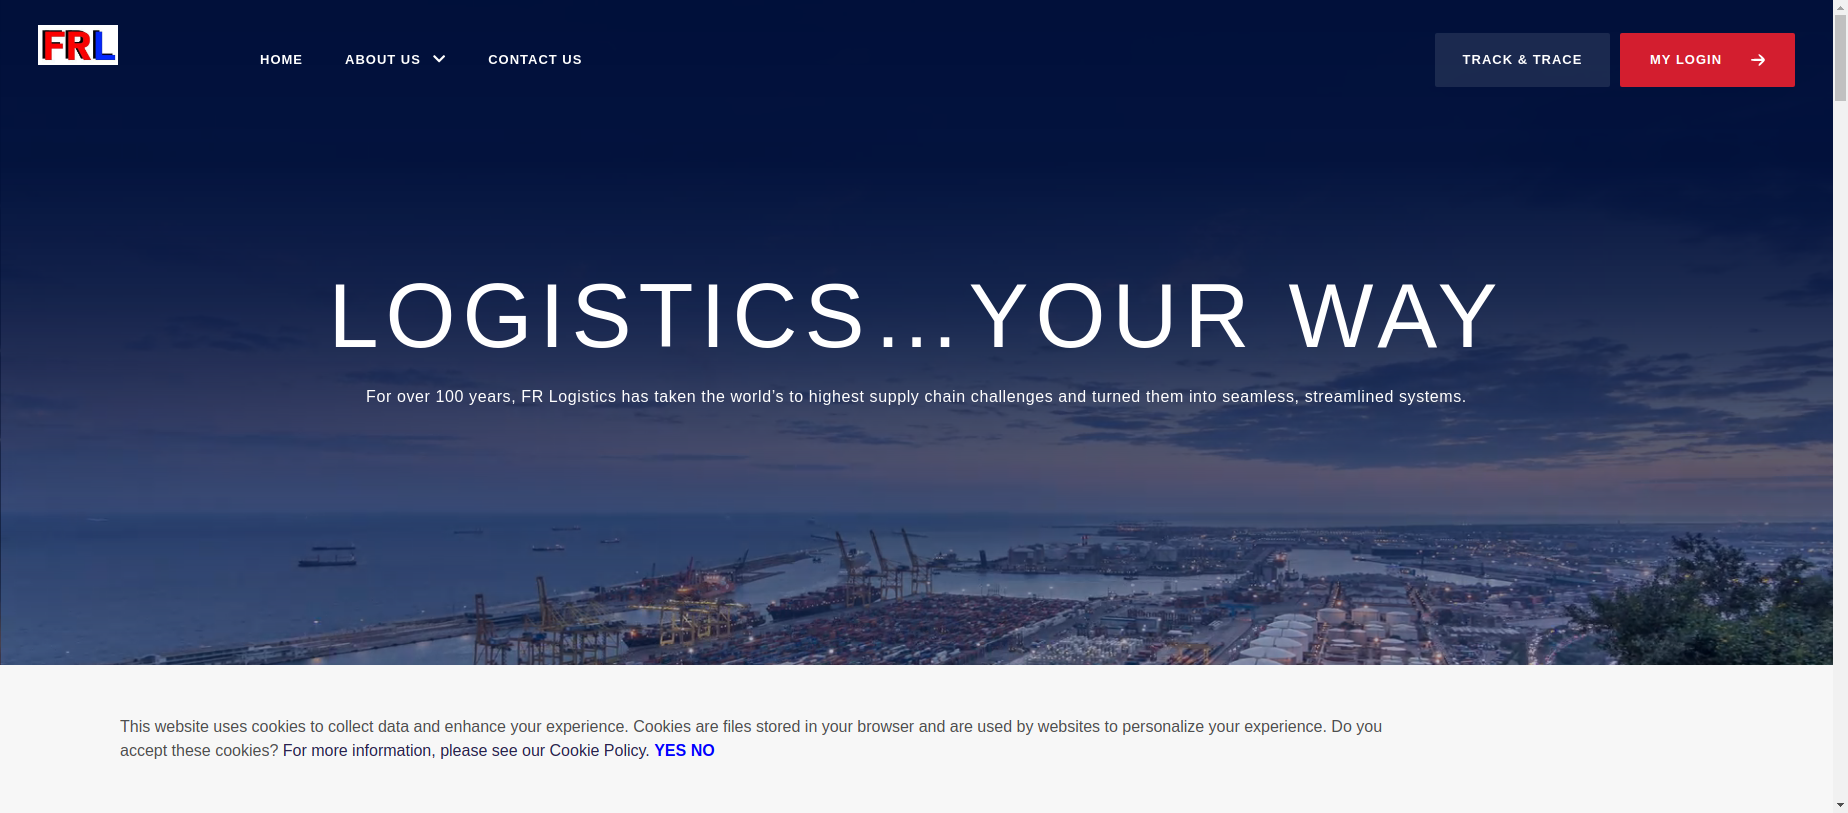 FRL
HOME
ABOUT US
CONTACT US
TRACK & TRACE
MY LOGIN
LOGISTICS...YOUR WAY
For over 100 years, FR Logistics has taken the world's to highest supply chain challenges and turned them into seamless, streamlined systems.
This website uses cookies to collect data and enhance your experience. Cookies are files stored in your browser and are used by websites to personalize your experience. Do you
accept these cookies? For more information, please see our Cookie Policy. YES NO